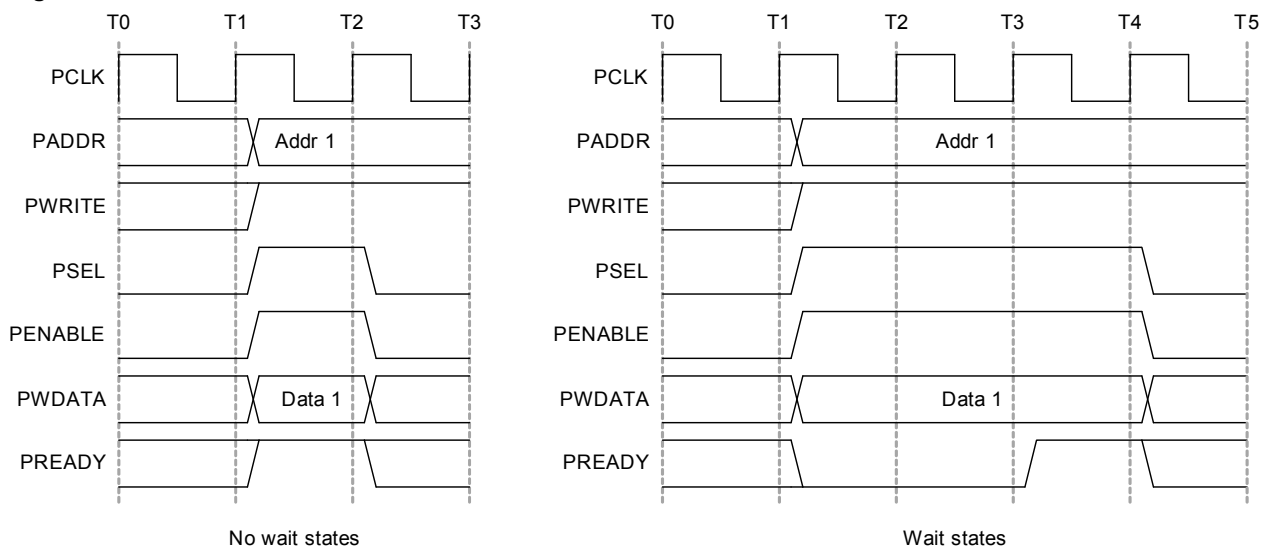 T0 T1 T2 T3
PCLK
PADDR Addr 1
PWRITE
PSEL
PENABLE
PWDATA Data 1
PREADY
No wait states
T0 T1 T2 T3 T4 T5
PCLK
PADDR Addr 1
PWRITE
PSEL
PENABLE
PWDATA Data 1
PREADY
Wait states